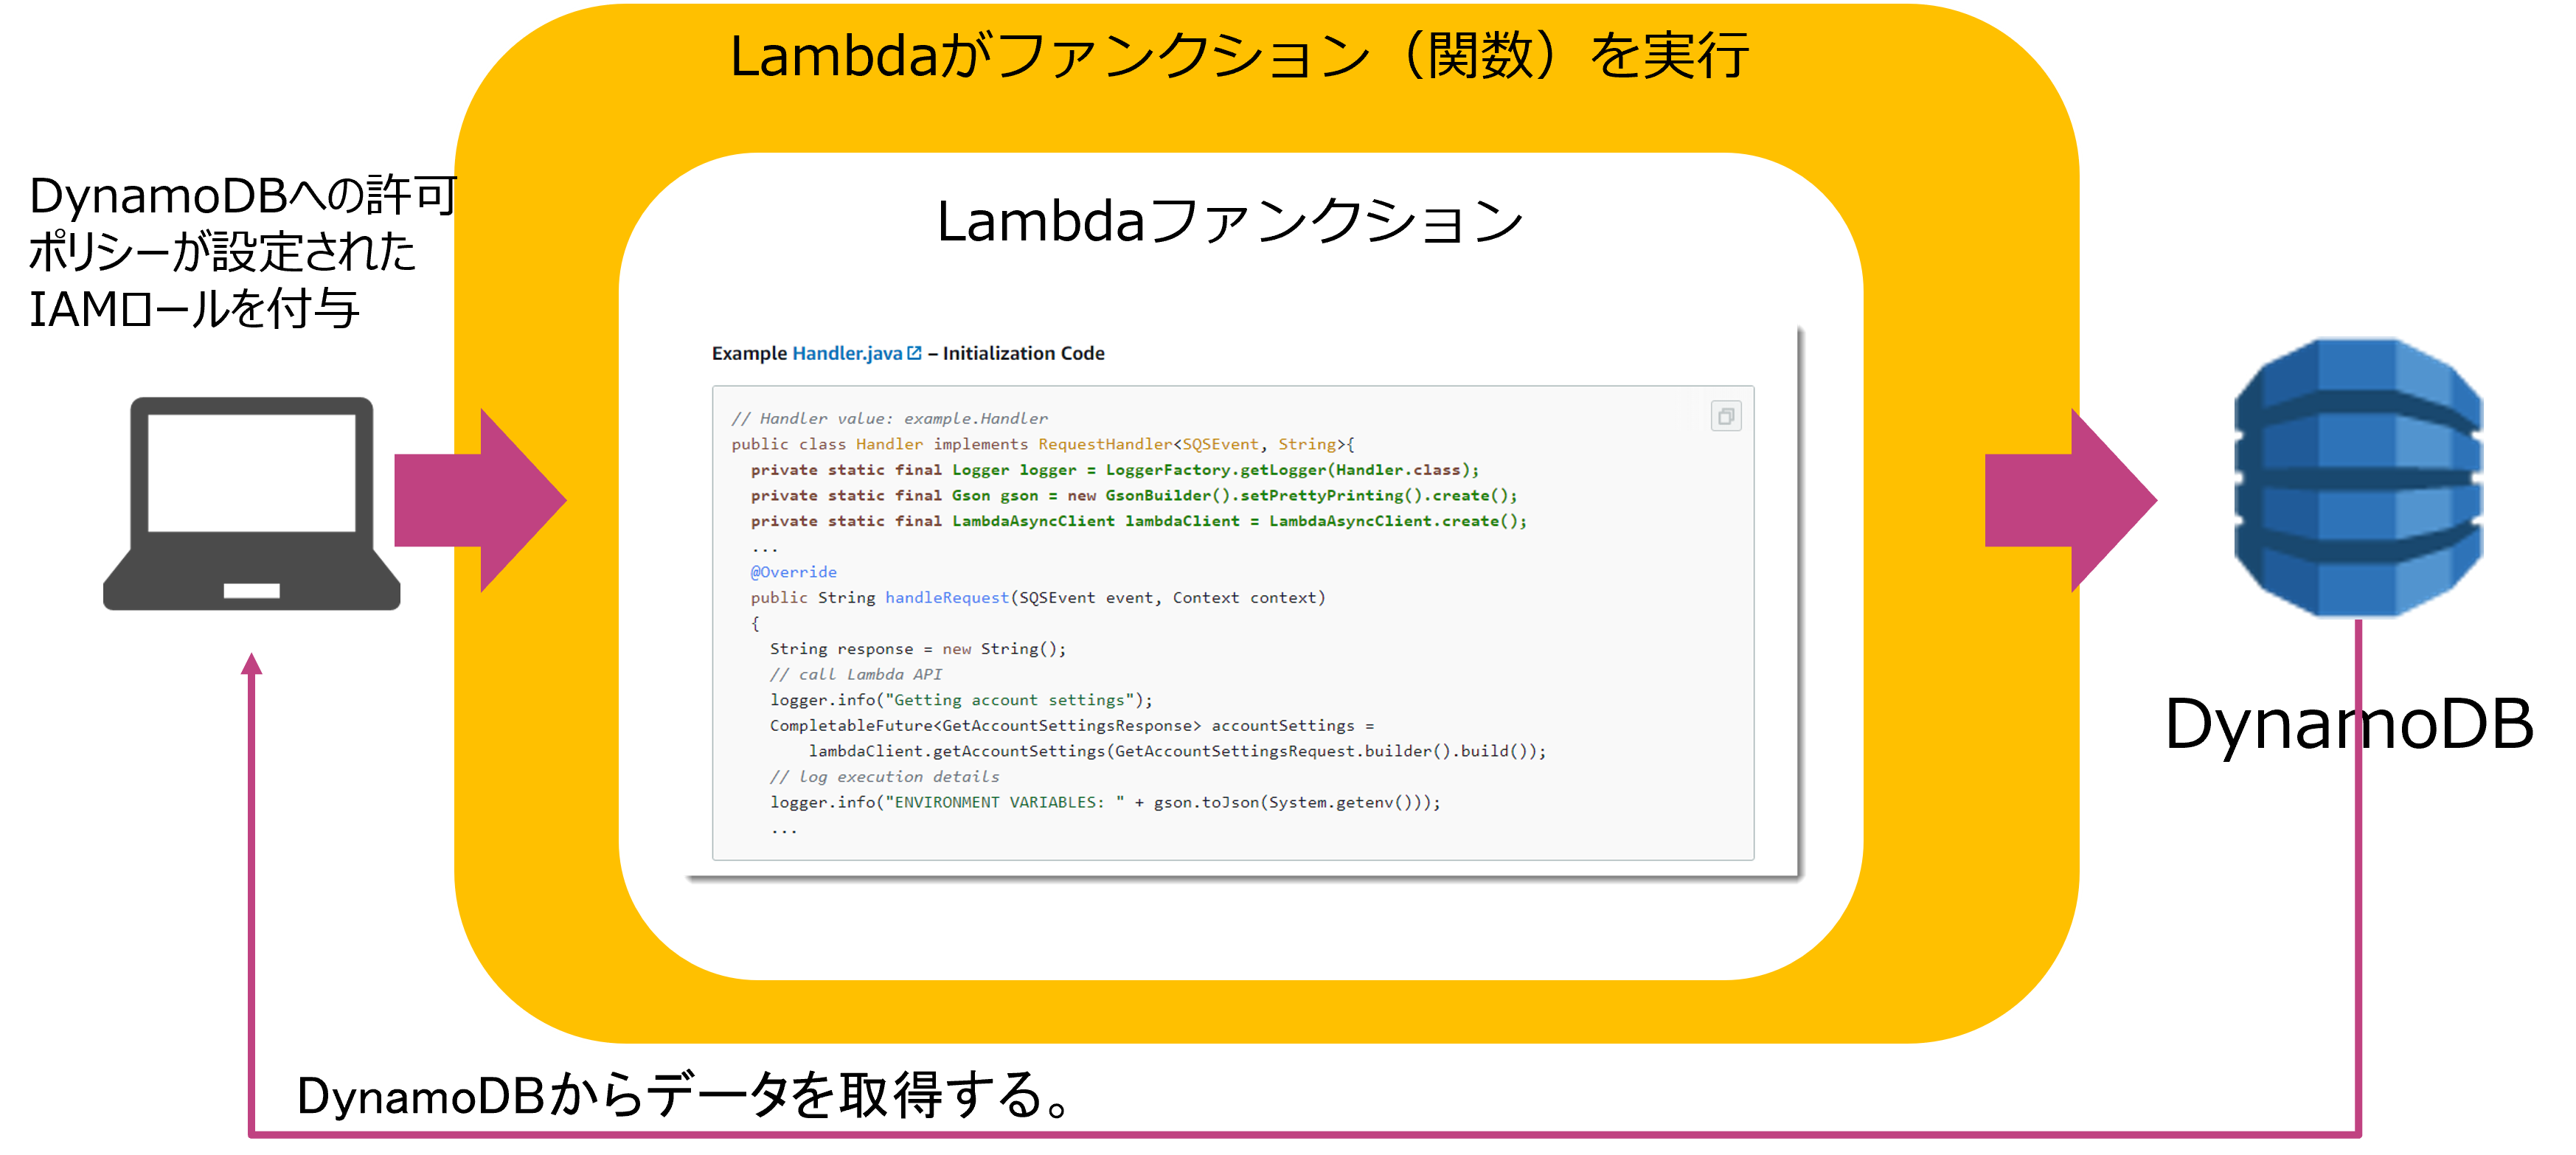 Lambdaがファンクション（関数）を実行
DynamoDBへの許可
ポリシーが設定された
IAMロールを付与
Lambdaファンクション
Example Handler.java – Initialization Code
// Handler value: example.Handler
public class Handler implements RequestHandler<SQSEvent, String>{
  private static final Logger logger = LoggerFactory.getLogger(Handler.class);
  private static final Gson gson = new GsonBuilder().setPrettyPrinting().create();
  private static final LambdaAsyncClient lambdaClient = LambdaAsyncClient.create();
  ...
  @Override
  public String handleRequest(SQSEvent event, Context context)
  {
    String response = new String();
    // call Lambda API
    logger.info("Getting account settings");
    CompletableFuture<GetAccountSettingsResponse> accountSettings =
        lambdaClient.getAccountSettings(GetAccountSettingsRequest.builder().build());
    // log execution details
    logger.info("ENVIRONMENT VARIABLES: " + gson.toJson(System.getenv()));
    ...
DynamoDB
DynamoDBからデータを取得する。